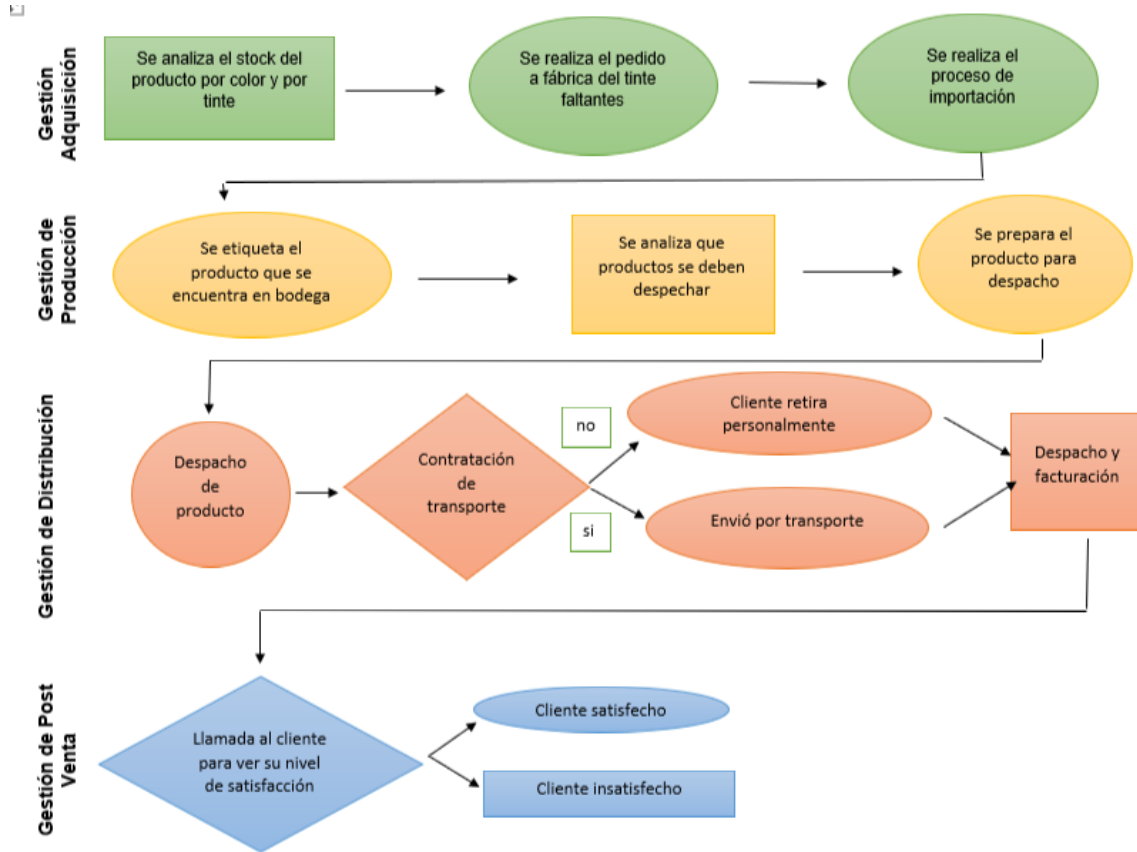 Gestión
Adquisición
Se analiza el stock del
producto por color y por
tinte
Se realiza el pedido
a fábrica del tinte
faltantes
Se realiza el
proceso de
importación
Gestión de
Producción
Se etiqueta el
producto que se
encuentra en bodega
Se analiza que
productos se deben
despechar
Se prepara el
producto para
despacho
Gestión de Distribución
Despacho
de
producto
Contratación
de
transporte
no
si
Cliente retira
personalmente
Envió por transporte
Despacho y
facturación
Gestión de Post
Venta
Llamada al cliente
para ver su nivel
de satisfacción
Cliente satisfecho
Cliente insatisfecho